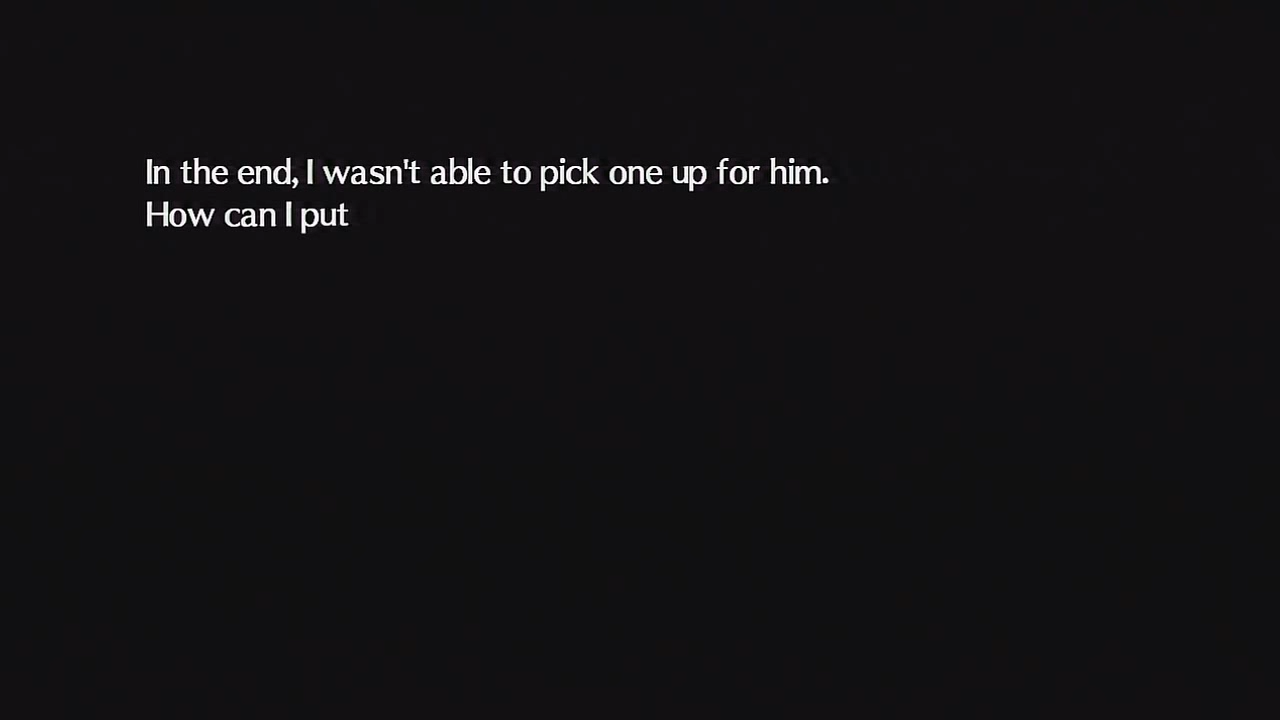 In the end, I wasn't able to pick one up for him.
How can I put